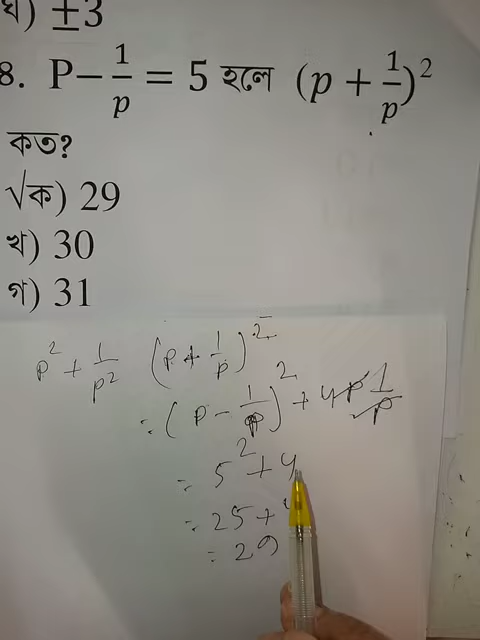 ঘ) ±3
8. P − 1/p = 5 হলে (p + 1/p)²
কত?
√ক) 29
খ) 30
গ) 31
p² + 1/p² (p + 1/p)²
= (p − 1/p)² + 4p 1/p
= 5² + 4
= 25 +
= 29